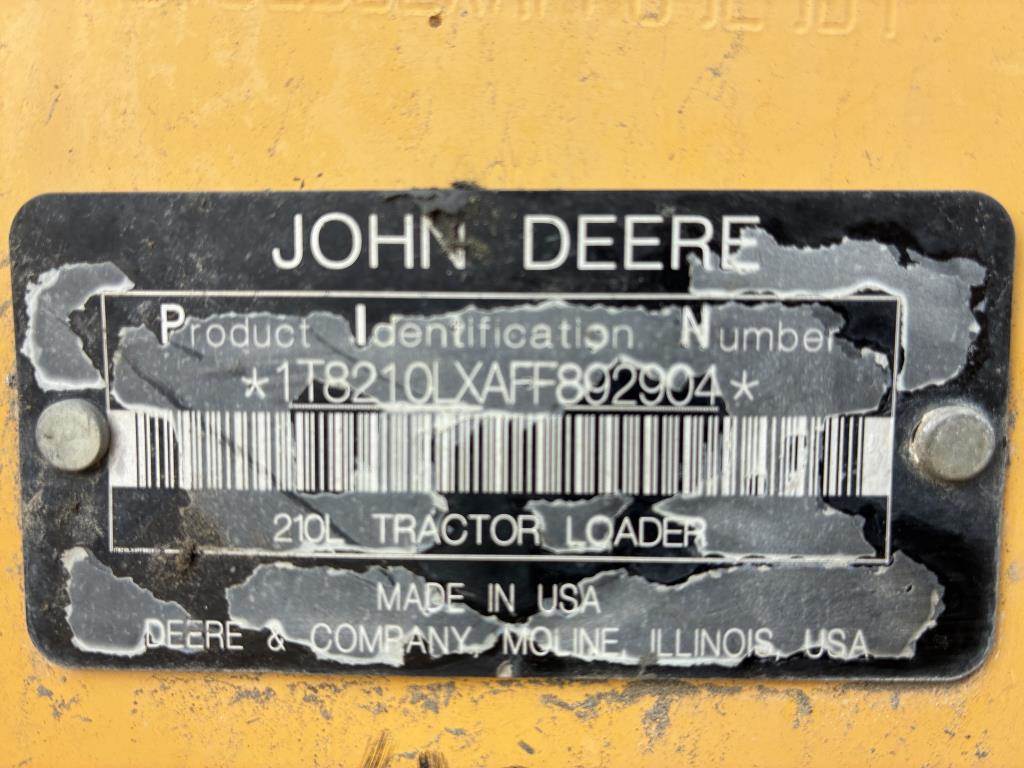 JOHN DEERE
Product Identification Number
*1T8210LXAFF892904*
210L TRACTOR LOADER
MADE IN USA
DEERE & COMPANY, MOLINE, ILLINOIS, USA